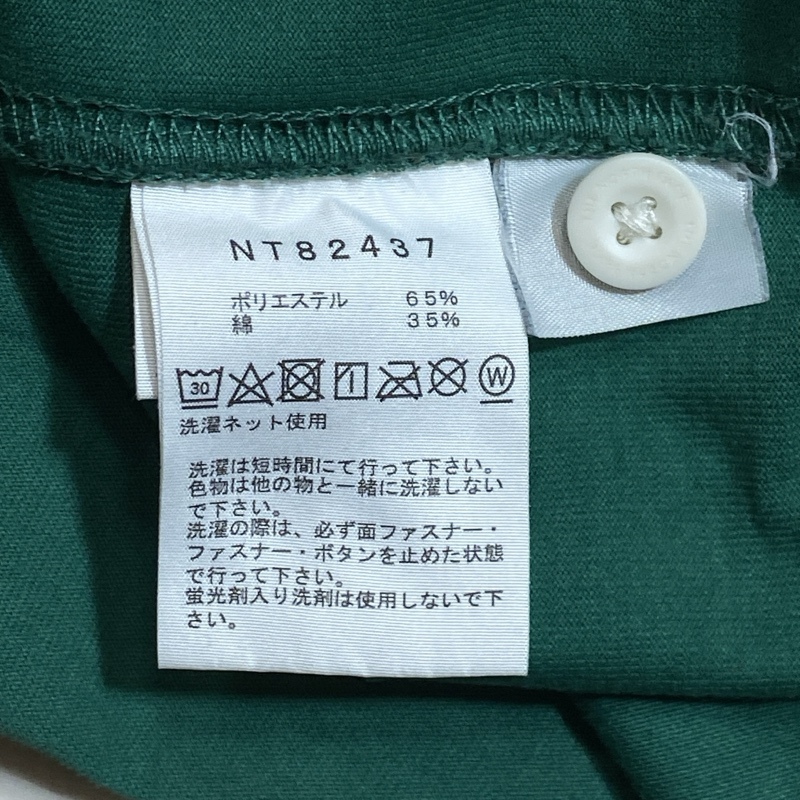 NT82437
ポリエステル 65%
綿 35%
30 W
洗濯ネット使用
洗濯は短時間にて行って下さい。
色物は他の物と一緒に洗濯しない
で下さい。
洗濯の際は、必ず面ファスナー・
ファスナー・ボタンを止めた状態
で行って下さい。
蛍光剤入り洗剤は使用しないで下
さい。